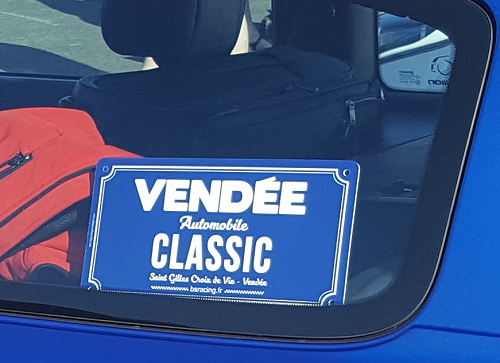 VENDÉE
Automobile
CLASSIC
Saint Gilles Croix de Vie - Vendée
bsracing.fr